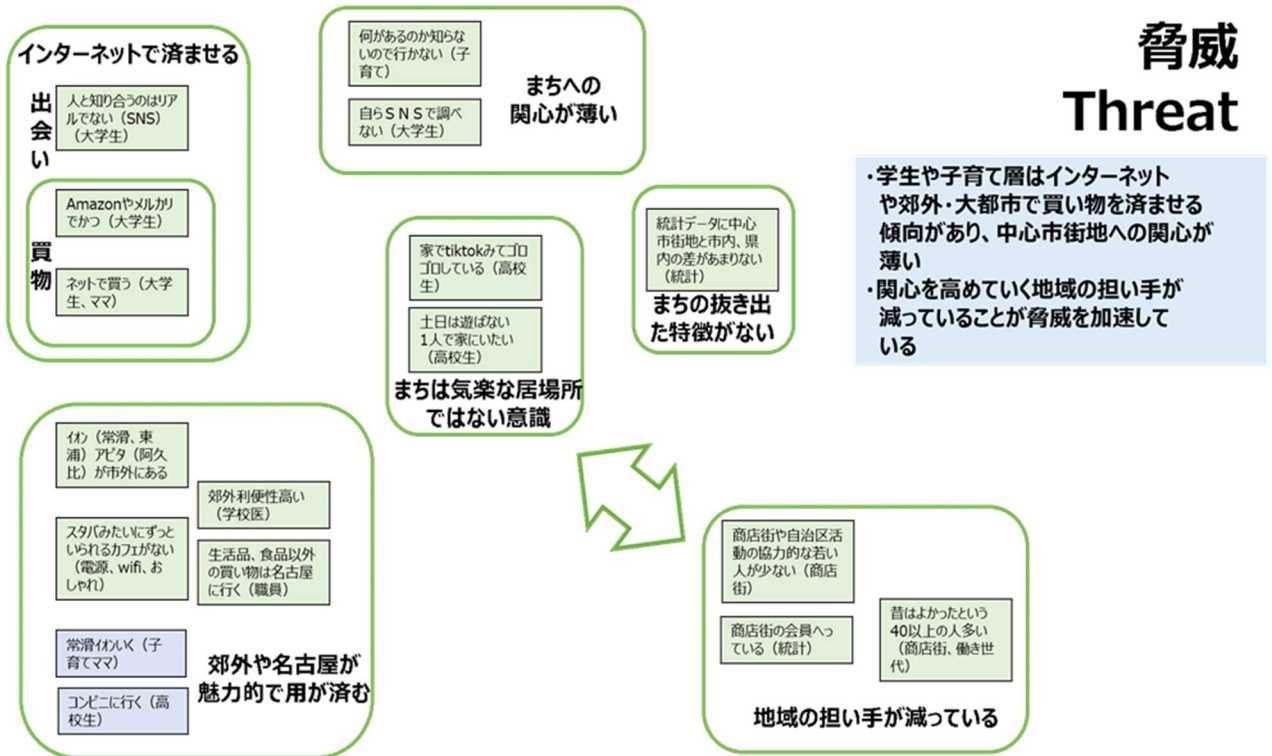 脅威
Threat
・学生や子育て層はインターネット
や郊外・大都市で買い物を済ませる
傾向があり、中心市街地への関心が
薄い
・関心を高めていく地域の担い手が
減っていることが脅威を加速して
いる
インターネットで済ませる
出会い
人と知り合うのはリア
ルでない（SNS）
（大学生）
買物
Amazonやメルカリ
でかつ（大学生）
ネットで買う（大学
生、ママ）
何があるのか知らな
いので行かない（子
育て）
自らＳＮＳで調べ
ない（大学生）
まちへの
関心が薄い
家でtiktokみてゴロ
ゴロしている（高校
生）
土日は遊ばない
1人で家にいたい
（高校生）
まちは気楽な居場所
ではない意識
統計データに中心
市街地と市内、県
内の差があまりない
（統計）
まちの抜き出
た特徴がない
イオン（常滑、東
浦）アピタ（阿久
比）が市外にある
郊外利便性高い
（学校医）
スタバみたいにずっと
いられるカフェがない
（電源、wifi、お
しゃれ）
生活品、食品以外
の買い物は名古屋
に行く（職員）
常滑イオンいく（子
育てママ）
コンビニに行く（高
校生）
郊外や名古屋が
魅力的で用が済む
商店街や自治区活
動の協力的な若い
人が少ない（商店
街）
商店街の会員へっ
ている（統計）
昔はよかったという
40以上の人多い
（商店街、働き世
代）
地域の担い手が減っている